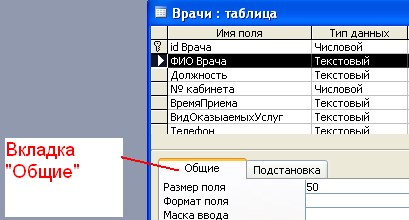 Врачи : таблица
Имя поля Тип данных
id Врача Числовой
ФИО Врача Текстовый
Должность Текстовый
№ кабинета Числовой
ВремяПриема Текстовый
ВидОказыаемыхУслуг Текстовый
Телефон Текстовый
Вкладка
"Общие"
Общие Подстановка
Размер поля 50
Формат поля
Маска ввода